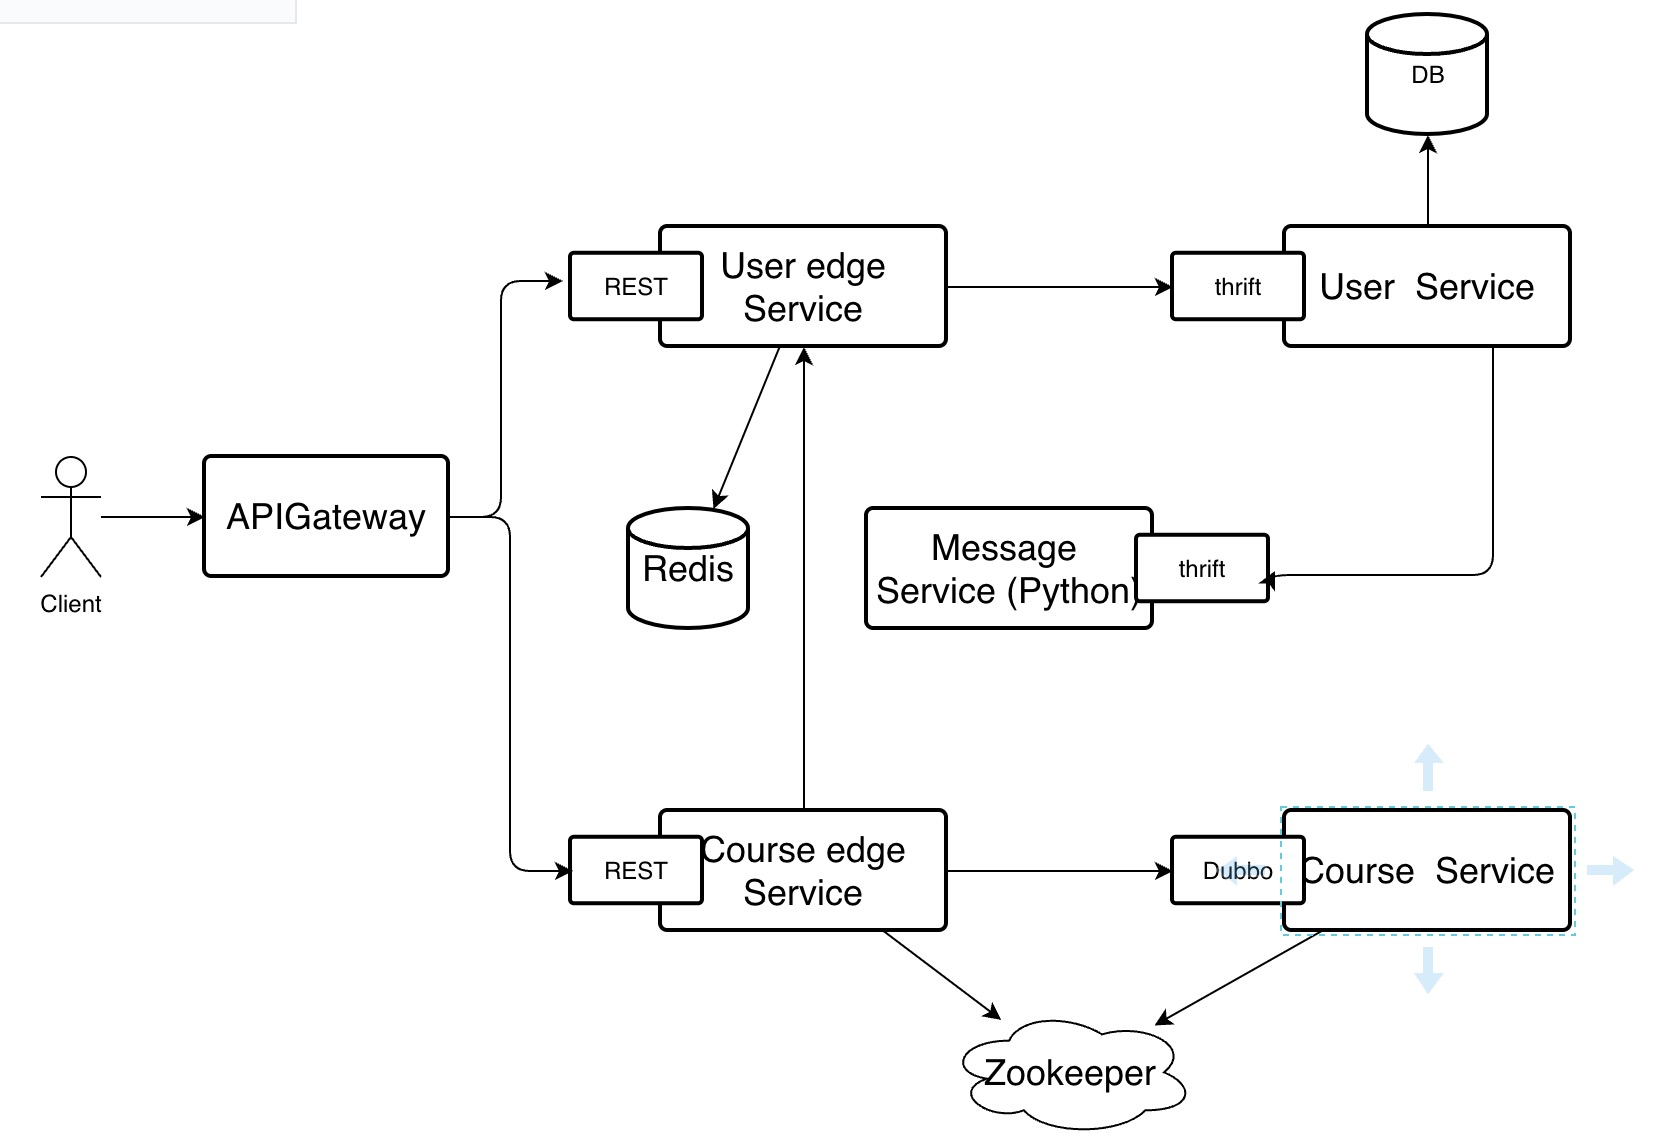 DB
REST
User edge
Service
thrift
User  Service
APIGateway
Client
Redis
Message
Service (Python)
thrift
REST
Course edge
Service
Dubbo
Course  Service
Zookeeper